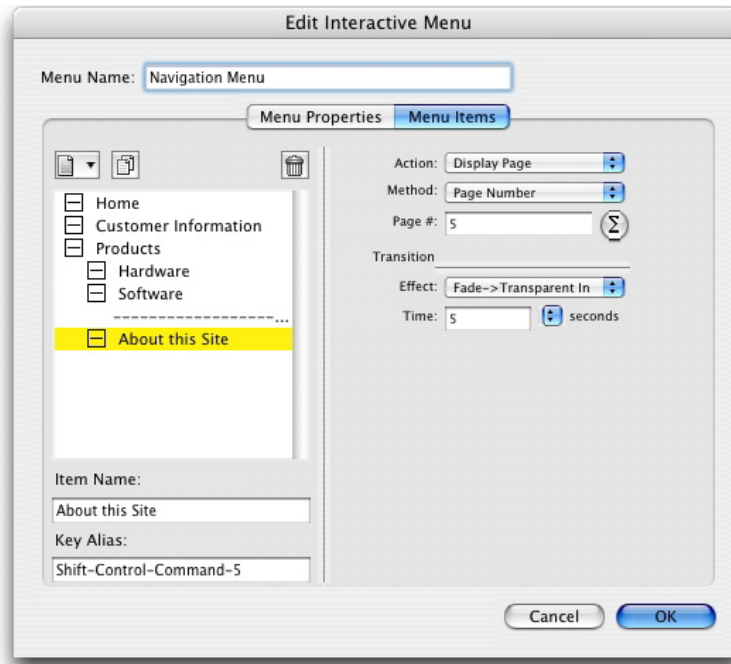 Edit Interactive Menu
Menu Name: Navigation Menu
Menu Properties Menu Items
Home
Customer Information
Products
Hardware
Software
------------------...
About this Site
Item Name:
About this Site
Key Alias:
Shift-Control-Command-5
Action: Display Page
Method: Page Number
Page #: 5 Σ
Transition
Effect: Fade->Transparent In
Time: 5 seconds
Cancel OK